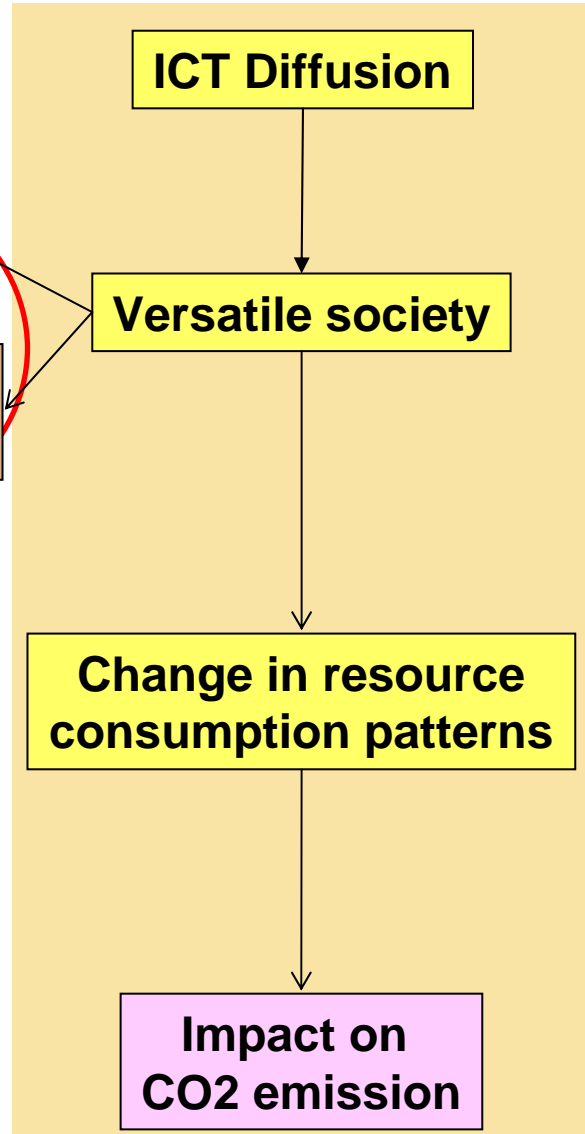 ICT Diffusion
Versatile society
Change in resource
consumption patterns
Impact on
CO2 emission